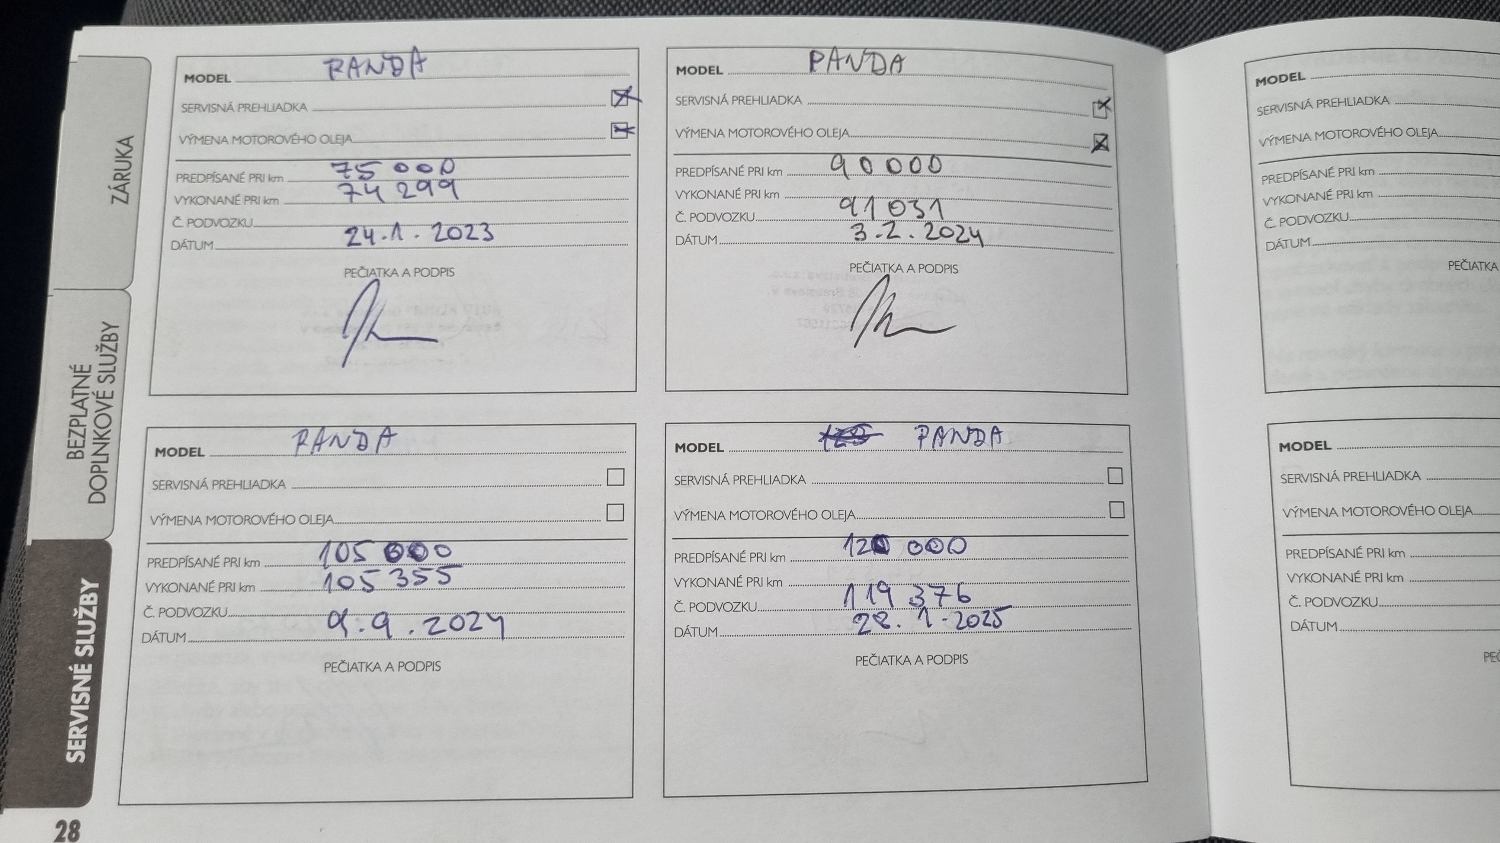 ZÁRUKA
BEZPLATNÉ
DOPLNKOVÉ SLUŽBY
SERVISNÉ SLUŽBY
MODEL PANDA
SERVISNÁ PREHLIADKA
VÝMENA MOTOROVÉHO OLEJA
PREDPÍSANÉ PRI km 75 000
VYKONANÉ PRI km 74 299
Č. PODVOZKU
DÁTUM 24.1.2023
PEČIATKA A PODPIS
MODEL PANDA
SERVISNÁ PREHLIADKA
VÝMENA MOTOROVÉHO OLEJA
PREDPÍSANÉ PRI km 90000
VYKONANÉ PRI km
Č. PODVOZKU 91 031
DÁTUM 3.2.2024
PEČIATKA A PODPIS
MODEL PANDA
SERVISNÁ PREHLIADKA
VÝMENA MOTOROVÉHO OLEJA
PREDPÍSANÉ PRI km 105 000
VYKONANÉ PRI km 105 355
Č. PODVOZKU
DÁTUM 9.9.2024
PEČIATKA A PODPIS
MODEL PANDA
SERVISNÁ PREHLIADKA
VÝMENA MOTOROVÉHO OLEJA
PREDPÍSANÉ PRI km 120 000
VYKONANÉ PRI km
Č. PODVOZKU 119 376
DÁTUM 28.1.2025
PEČIATKA A PODPIS
28
MODEL
SERVISNÁ PREHLIADKA
VÝMENA MOTOROVÉHO OLEJA
PREDPÍSANÉ PRI km
VYKONANÉ PRI km
Č. PODVOZKU
DÁTUM
PEČIATKA
MODEL
SERVISNÁ PREHLIADKA
VÝMENA MOTOROVÉHO OLEJA
PREDPÍSANÉ PRI km
VYKONANÉ PRI km
Č. PODVOZKU
DÁTUM